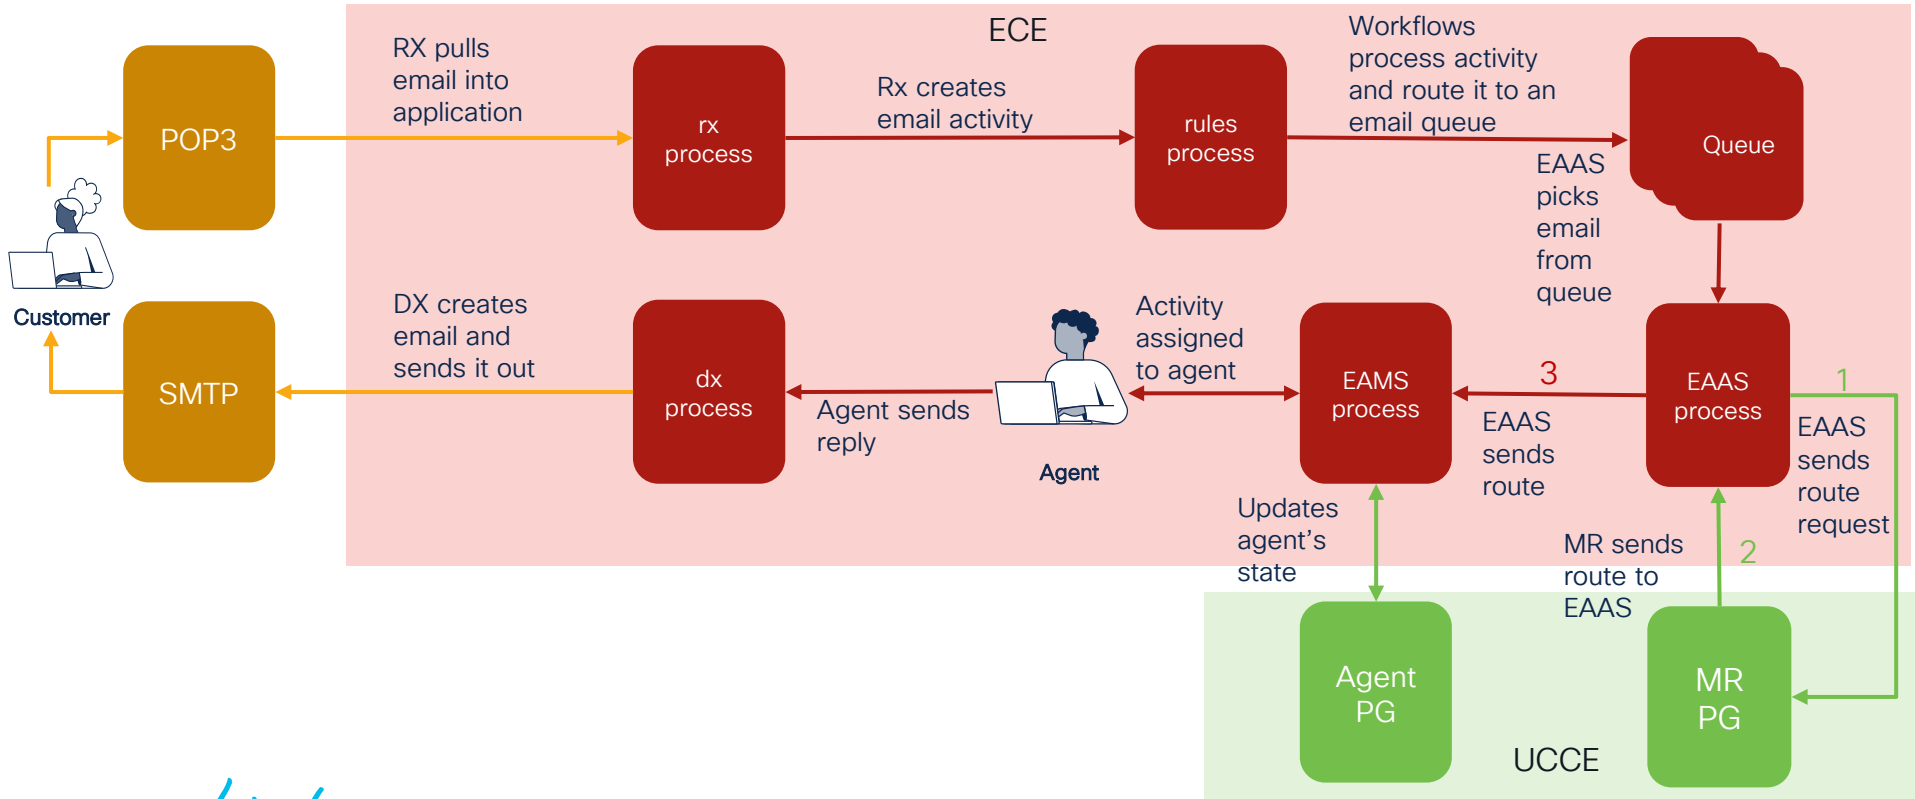 ECE
RX pulls
email into
application
POP3
rx
process
Rx creates
email activity
rules
process
Workflows
process activity
and route it to an
email queue
Queue
EAAS
picks
email
from
queue
Customer
SMTP
DX creates
email and
sends it out
dx
process
Agent sends
reply
Agent
Activity
assigned
to agent
EAMS
process
3
EAAS
sends
route
EAAS
process
1
EAAS
sends
route
request
Updates
agent's
state
MR sends
route to
EAAS
2
Agent
PG
MR
PG
UCCE